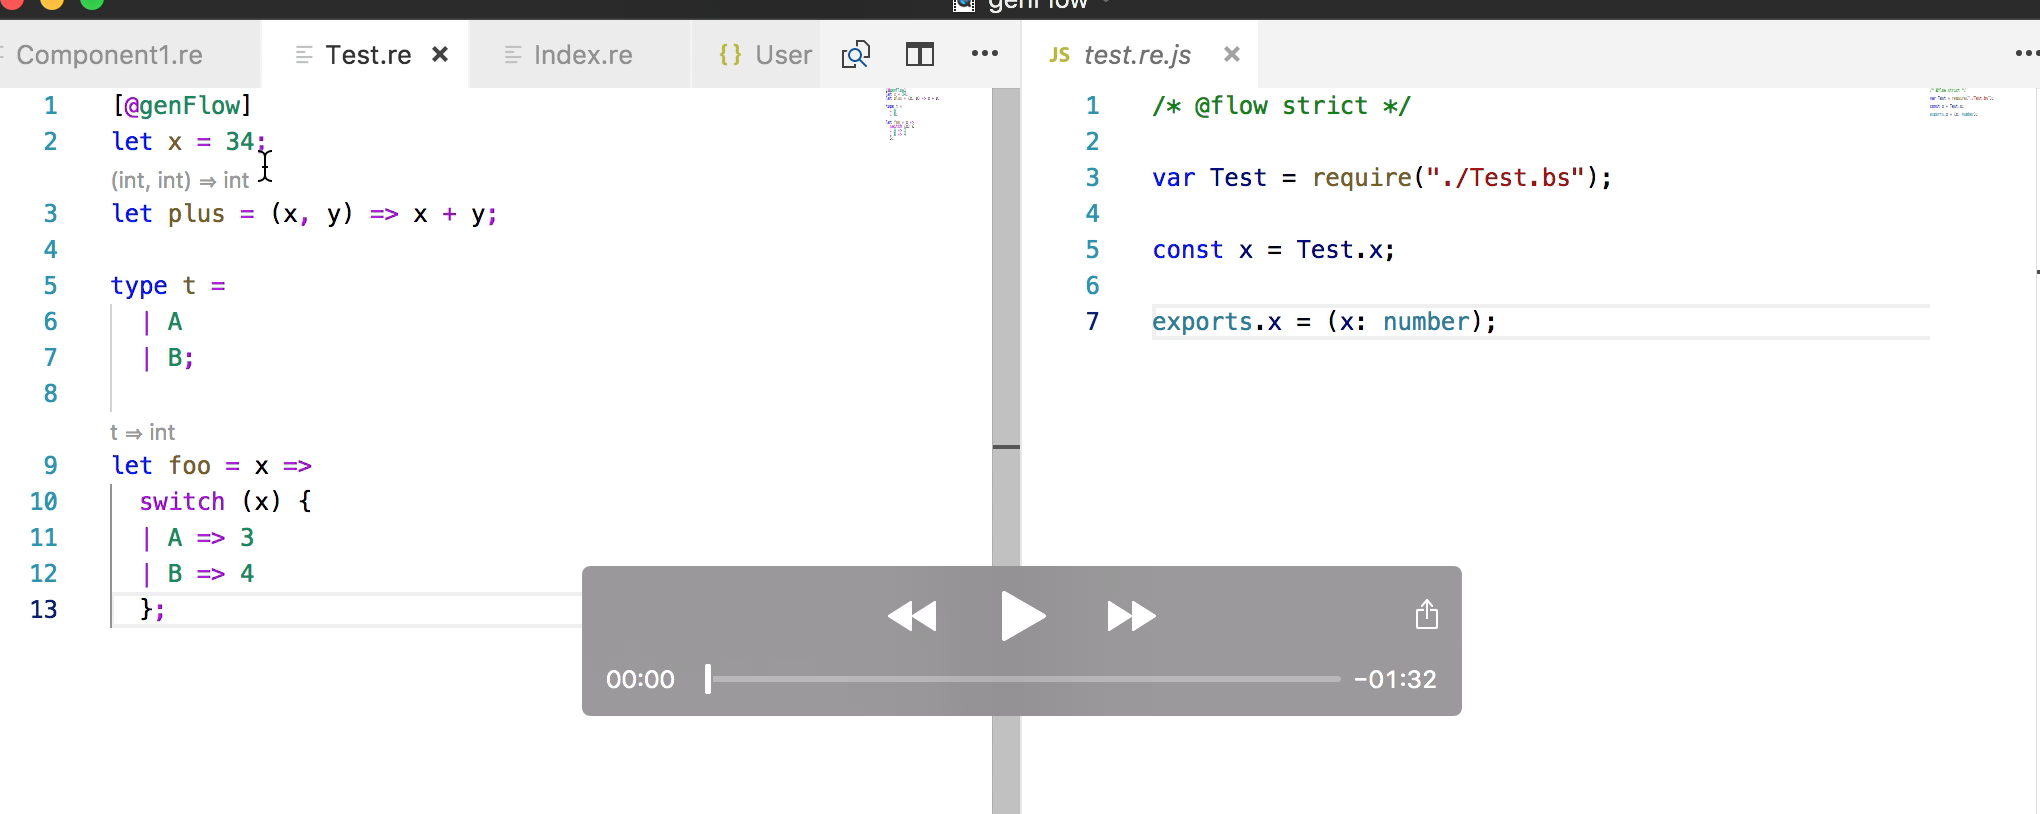 genFlow
Component1.re
Test.re
Index.re
{} User
1 [@genFlow]
2 let x = 34;
(int, int) ⇒ int
3 let plus = (x, y) => x + y;
4
5 type t =
6 | A
7 | B;
8
t ⇒ int
9 let foo = x =>
10 switch (x) {
11 | A => 3
12 | B => 4
13 };
JS test.re.js
1 /* @flow strict */
2
3 var Test = require("./Test.bs");
4
5 const x = Test.x;
6
7 exports.x = (x: number);
00:00
-01:32